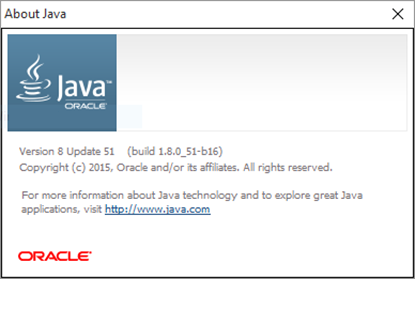 About Java
Java™
ORACLE
Version 8 Update 51 (build 1.8.0_51-b16)
Copyright (c) 2015, Oracle and/or its affiliates. All rights reserved.
For more information about Java technology and to explore great Java
applications, visit http://www.java.com
ORACLE